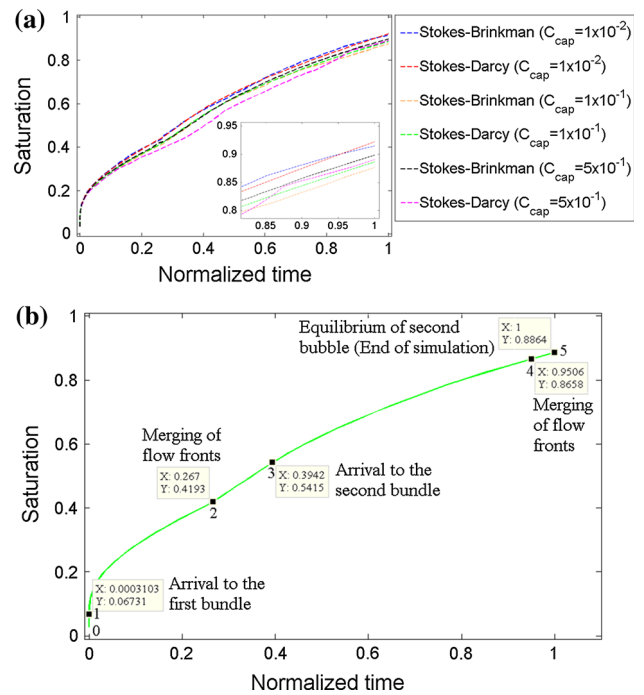 (a)
Saturation
1
0.8
0.6
0.4
0.2
0
0 0.2 0.4 0.6 0.8 1
Normalized time
0.95
0.9
0.85
0.8
0.85 0.9 0.95 1
Stokes-Brinkman (C_cap=1x10⁻²)
Stokes-Darcy (C_cap=1x10⁻²)
Stokes-Brinkman (C_cap=1x10⁻¹)
Stokes-Darcy (C_cap=1x10⁻¹)
Stokes-Brinkman (C_cap=5x10⁻¹)
Stokes-Darcy (C_cap=5x10⁻¹)
(b)
Saturation
1
0.8
0.6
0.4
0.2
0
0 0.2 0.4 0.6 0.8 1
Normalized time
Equilibrium of second
bubble (End of simulation)
X: 1
Y: 0.8864
5
4
X: 0.9506
Y: 0.8658
Merging
of flow
fronts
Merging of
flow fronts
X: 0.267
Y: 0.4193
2
3
X: 0.3942
Y: 0.5415
Arrival to the
second bundle
X: 0.0003103
Y: 0.06731
1
0
Arrival to the
first bundle